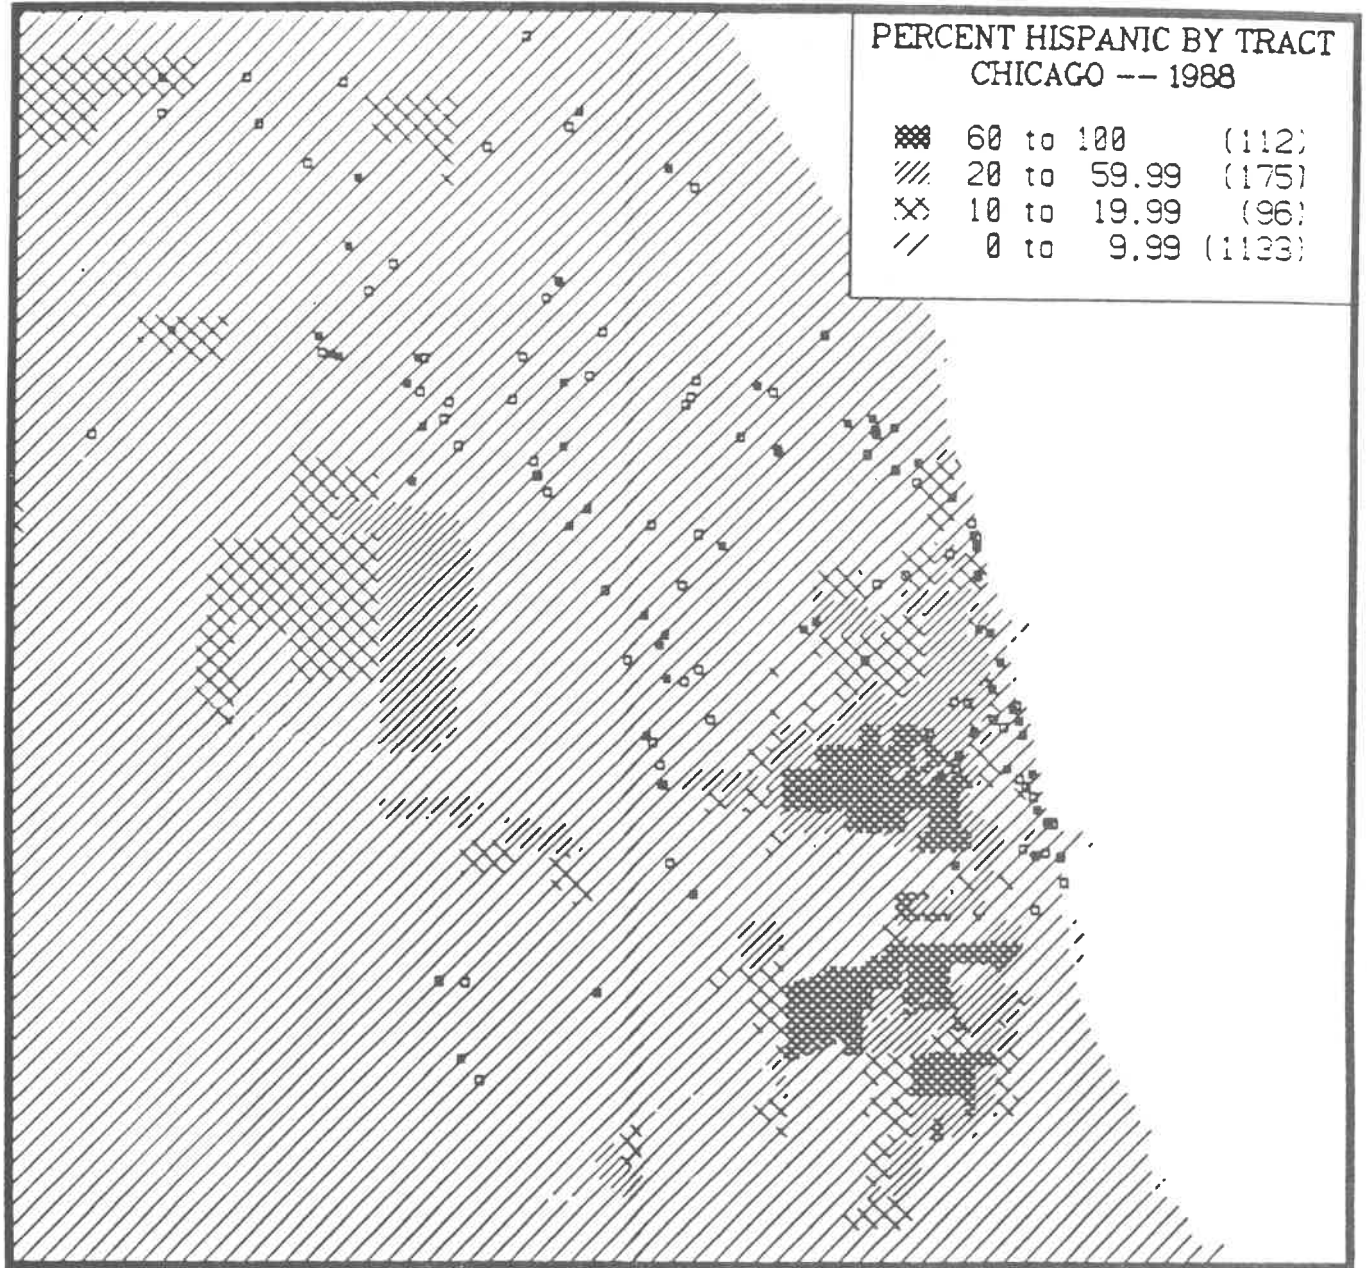 PERCENT HISPANIC BY TRACT
CHICAGO -- 1988
60 to 100 (112)
20 to 59.99 (175)
10 to 19.99 (96)
0 to 9.99 (1133)